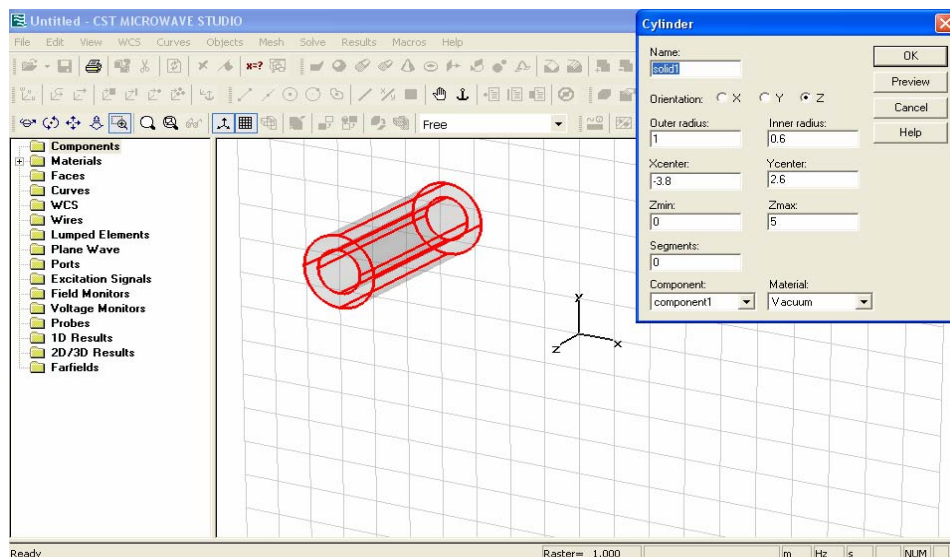 Untitled - CST MICROWAVE STUDIO
File Edit View WCS Curves Objects Mesh Solve Results Macros Help
x=?
Free
Components
Materials
Faces
Curves
WCS
Wires
Lumped Elements
Plane Wave
Ports
Excitation Signals
Field Monitors
Voltage Monitors
Probes
1D Results
2D/3D Results
Farfields
y
z
x
Cylinder
Name:
solid1
OK
Preview
Orientation: X Y Z
Cancel
Outer radius: Inner radius:
Help
1 0.6
Xcenter: Ycenter:
-3.8 2.6
Zmin: Zmax:
0 5
Segments:
0
Component: Material:
component1 Vacuum
Ready Raster= 1.000 m Hz s NUM